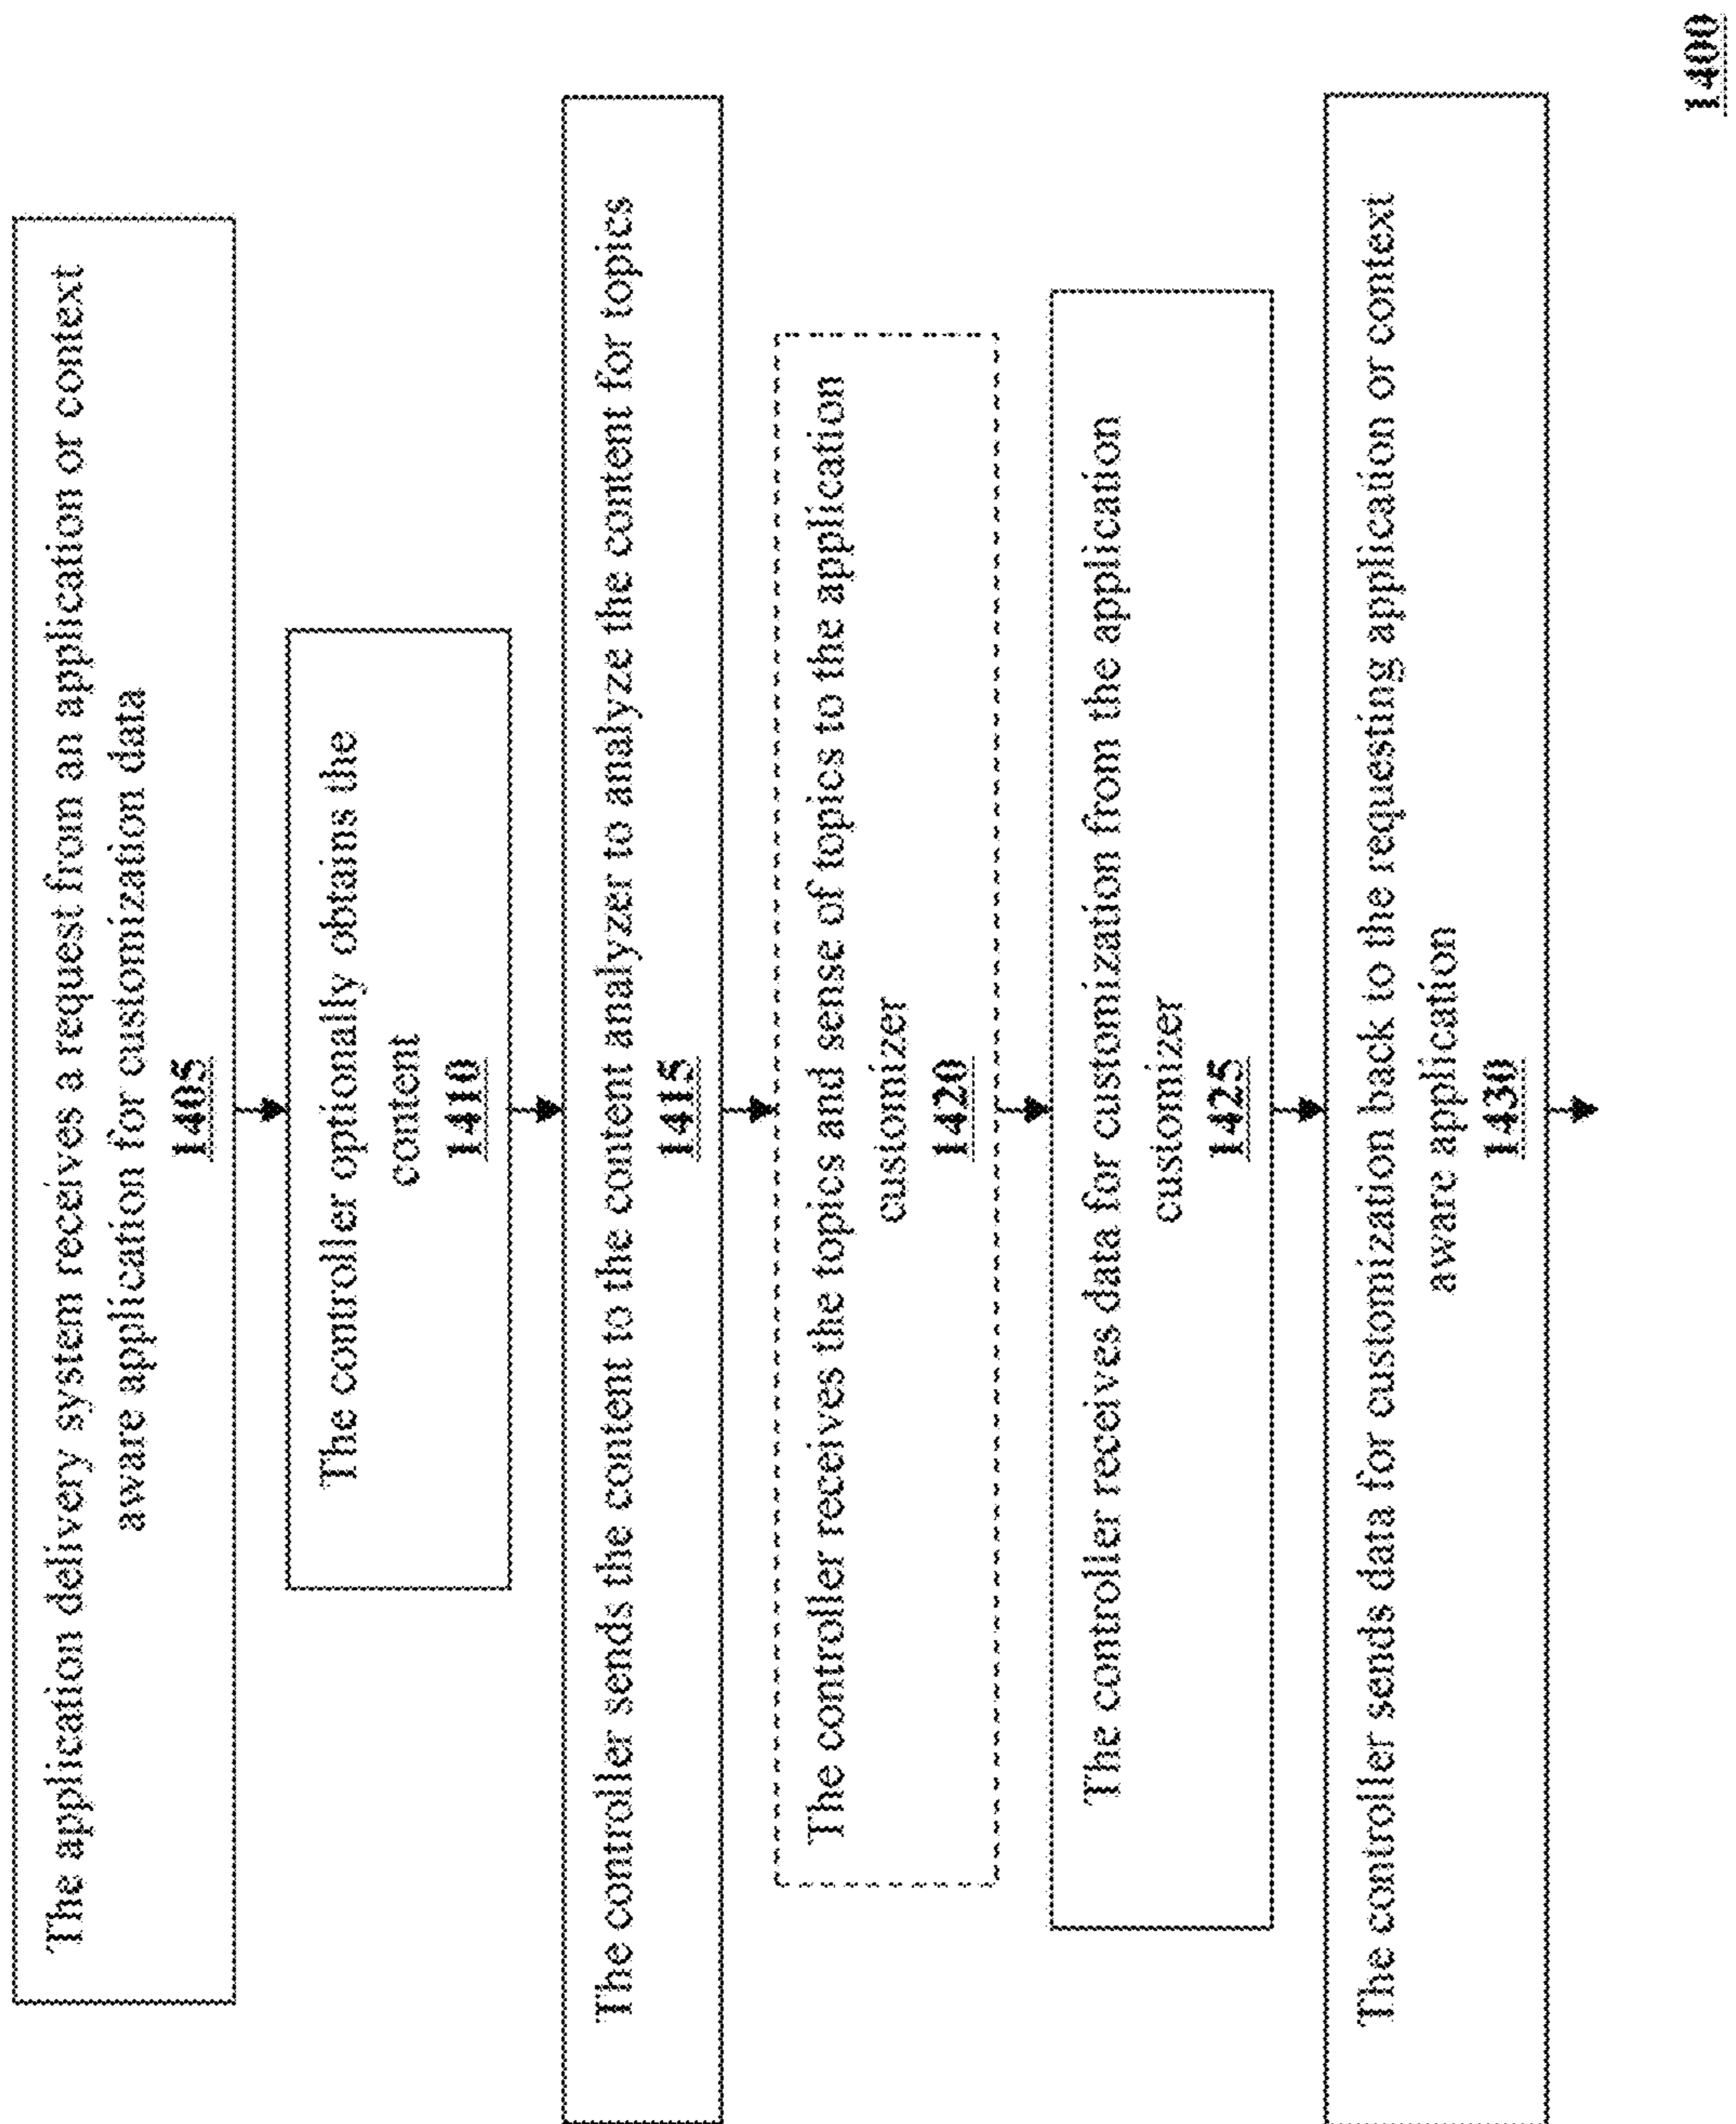 The application delivery system receives a request from an application or context
aware application for customization data
1405
The controller optionally obtains the
content
1410
The controller sends the content to the content analyzer to analyze the content for topics
1415
The controller receives the topics and sense of topics to the application
customizer
1420
The controller receives data for customization from the application
customizer
1425
The controller sends data for customization back to the requesting application or context
aware application
1430
1400